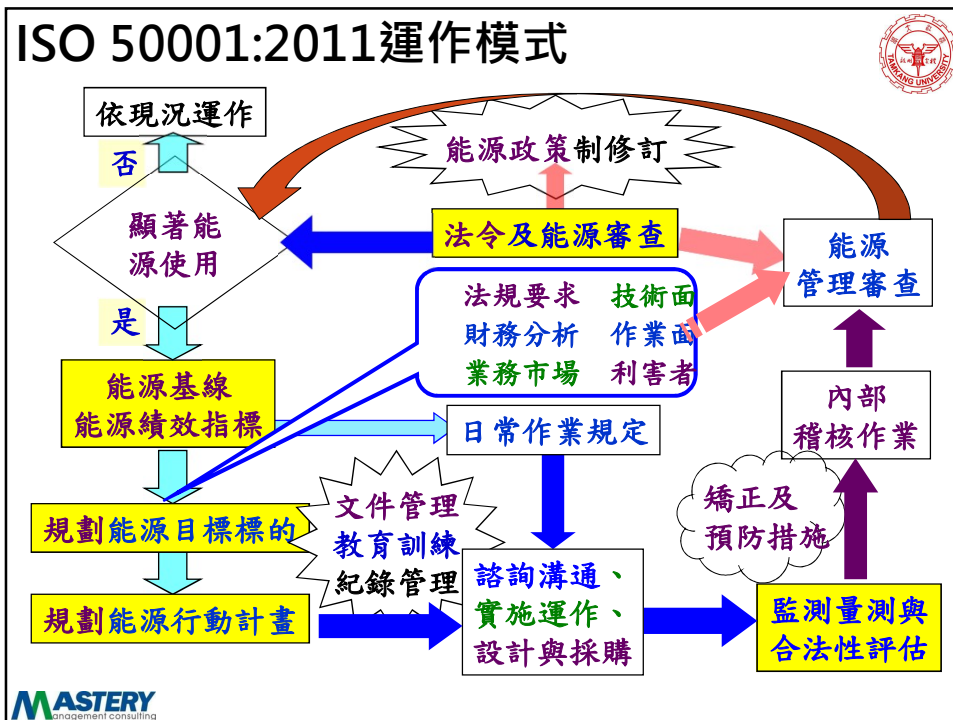 ISO 50001:2011運作模式
TAMKANG UNIVERSITY
依現況運作
否
能源政策制修訂
顯著能
源使用
法令及能源審查
能源
管理審查
是
法規要求 技術面
財務分析 作業面
業務市場 利害者
能源基線
能源績效指標
日常作業規定
內部
稽核作業
文件管理
教育訓練
紀錄管理
矯正及
預防措施
規劃能源目標標的
諮詢溝通、
實施運作、
設計與採購
規劃能源行動計畫
監測量測與
合法性評估
MASTERY
anagement consulting